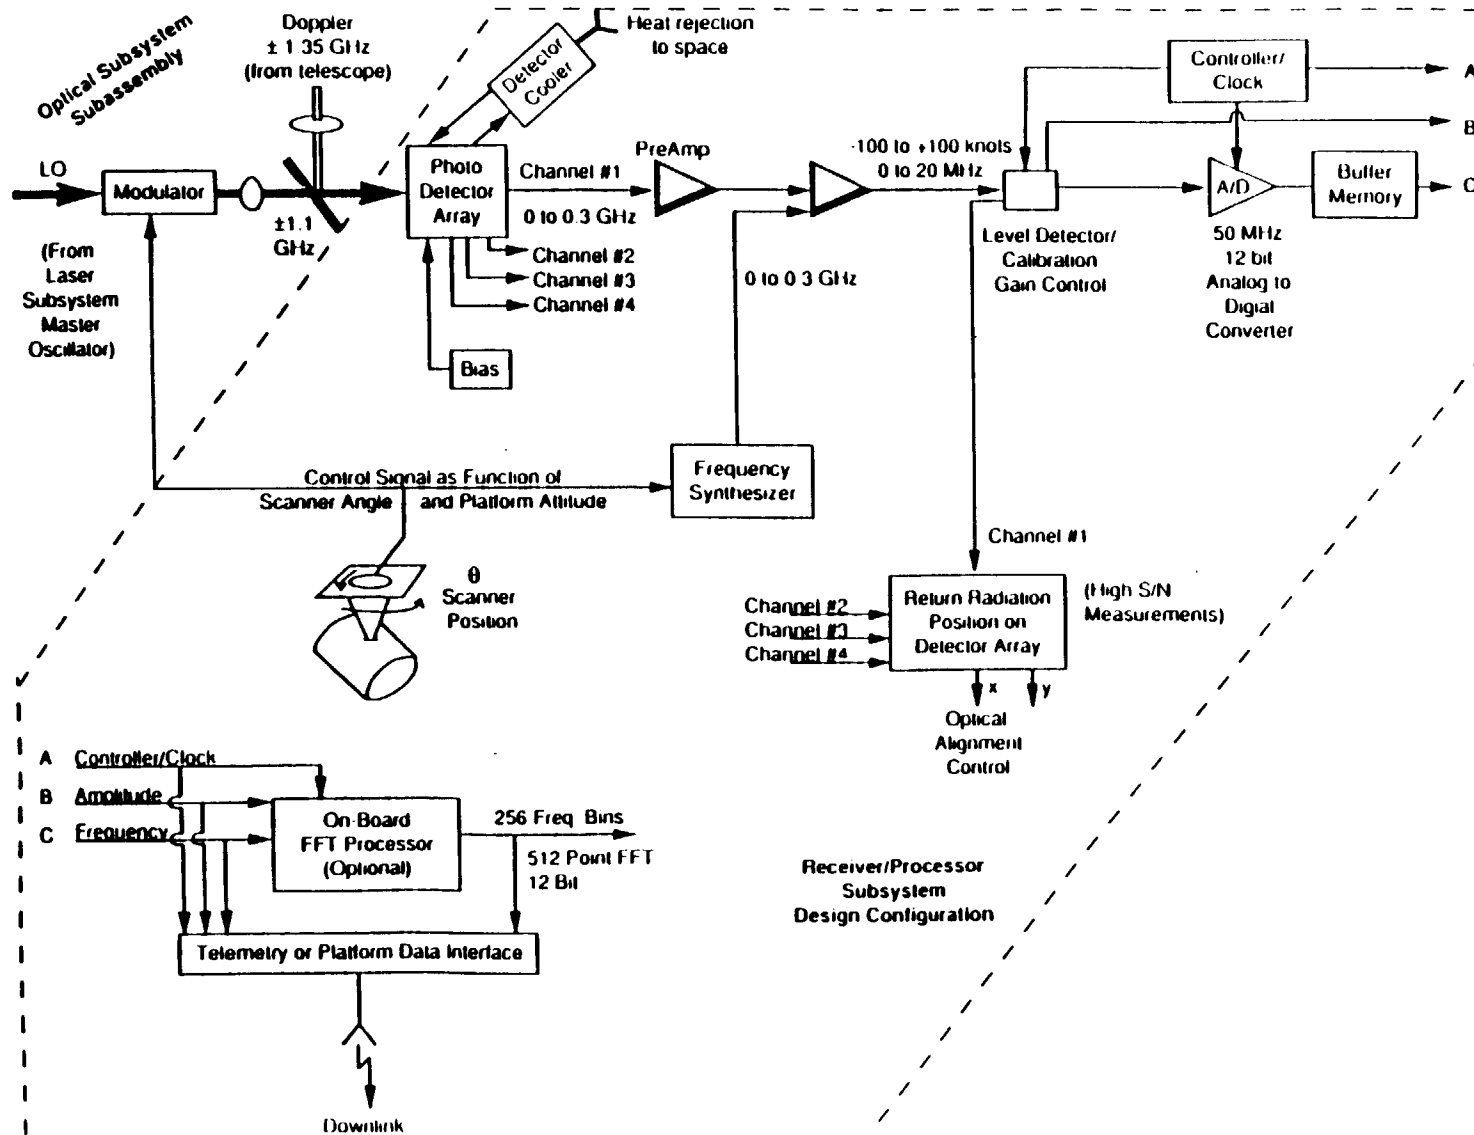 Optical Subsystem
Subassembly
Doppler
± 1.35 GHz
(from telescope)
Detector
Cooler
Heat rejection
to space
Controller/
Clock
A
B
C
LO
Modulator
±1.1
GHz
Photo
Detector
Array
Channel #1
0 to 0.3 GHz
PreAmp
-100 to +100 knots
0 to 20 MHz
A/D
Buffer
Memory
(From
Laser
Subsystem
Master
Oscillator)
Channel #2
Channel #3
Channel #4
Bias
0 to 0.3 GHz
Level Detector/
Calibration
Gain Control
50 MHz
12 bit
Analog to
Digital
Converter
Control Signal as Function of
Scanner Angle and Platform Attitude
Frequency
Synthesizer
θ
Scanner
Position
Channel #1
Channel #2
Channel #3
Channel #4
Return Radiation
Position on
Detector Array
(High S/N
Measurements)
x
y
Optical
Alignment
Control
A Controller/Clock
B Amplitude
C Frequency
On-Board
FFT Processor
(Optional)
256 Freq Bins
512 Point FFT
12 Bit
Telemetry or Platform Data Interface
Downlink
Receiver/Processor
Subsystem
Design Configuration